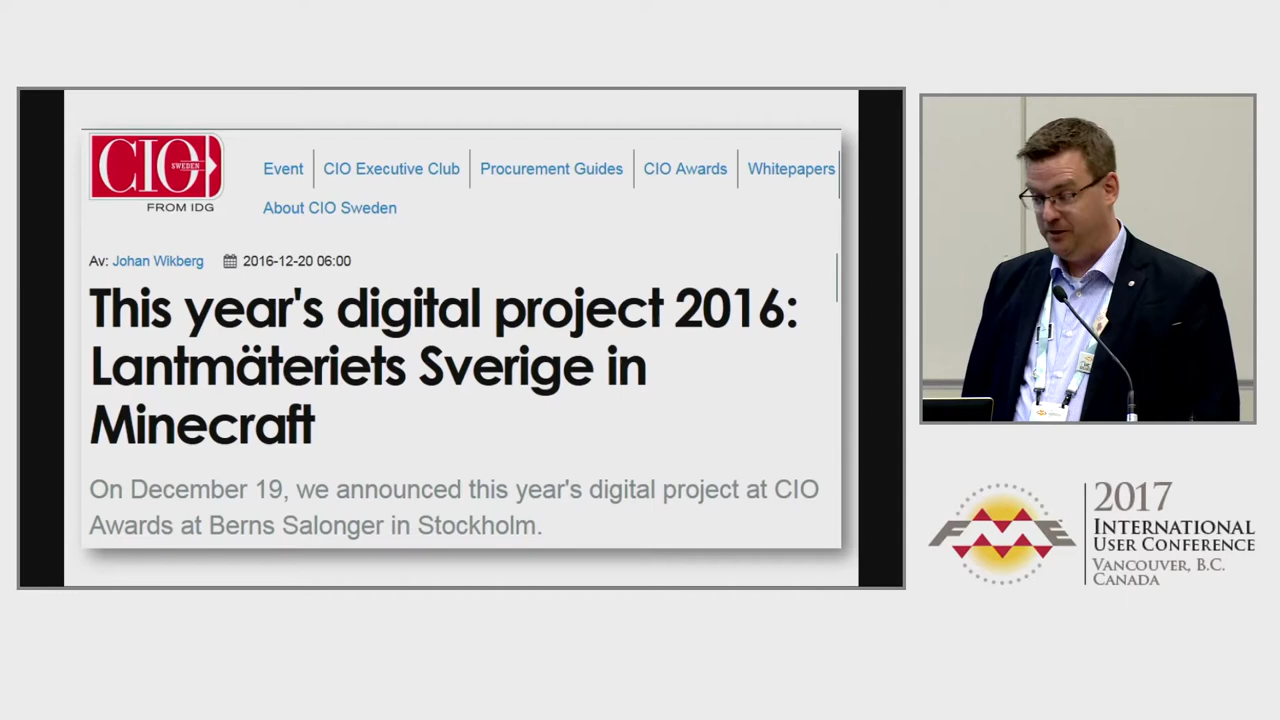 CIO
SWEDEN
FROM IDG
Event
CIO Executive Club
Procurement Guides
CIO Awards
Whitepapers
About CIO Sweden
Av: Johan Wikberg 2016-12-20 06:00
This year's digital project 2016:
Lantmäteriets Sverige in
Minecraft
On December 19, we announced this year's digital project at CIO
Awards at Berns Salonger in Stockholm.
FME
2017
INTERNATIONAL
USER CONFERENCE
VANCOUVER, B.C.
CANADA